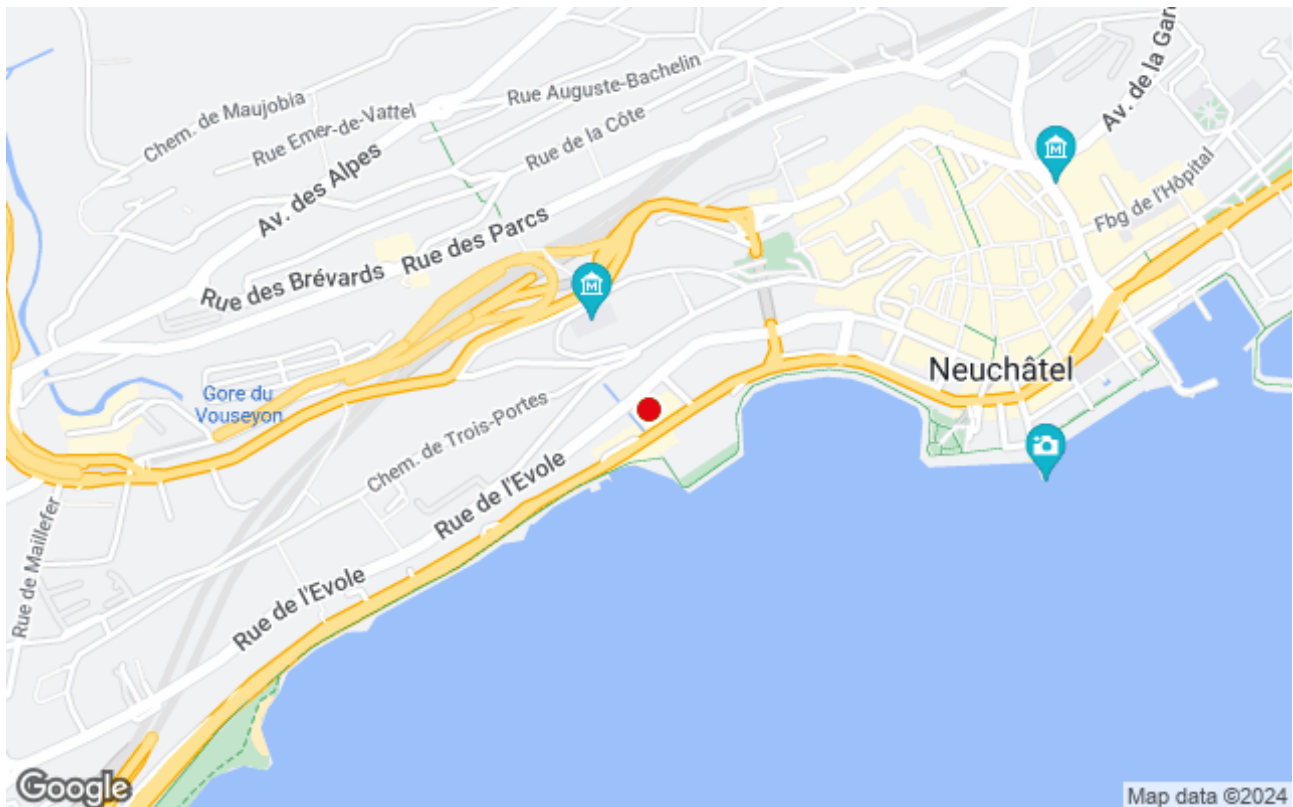 Chem. de Maujobia
Rue Emer-de-Vattel
Rue Auguste-Bachelin
Av. de la Gare
Av. des Alpes
Rue de la Côte
Fbg de l'Hôpital
Rue des Brévards
Rue des Parcs
Gore du
Vouseyon
Neuchâtel
Chem. de Trois-Portes
Rue de l'Evole
Rue de Maillefer
Rue de l'Evole
Google
Map data ©2024